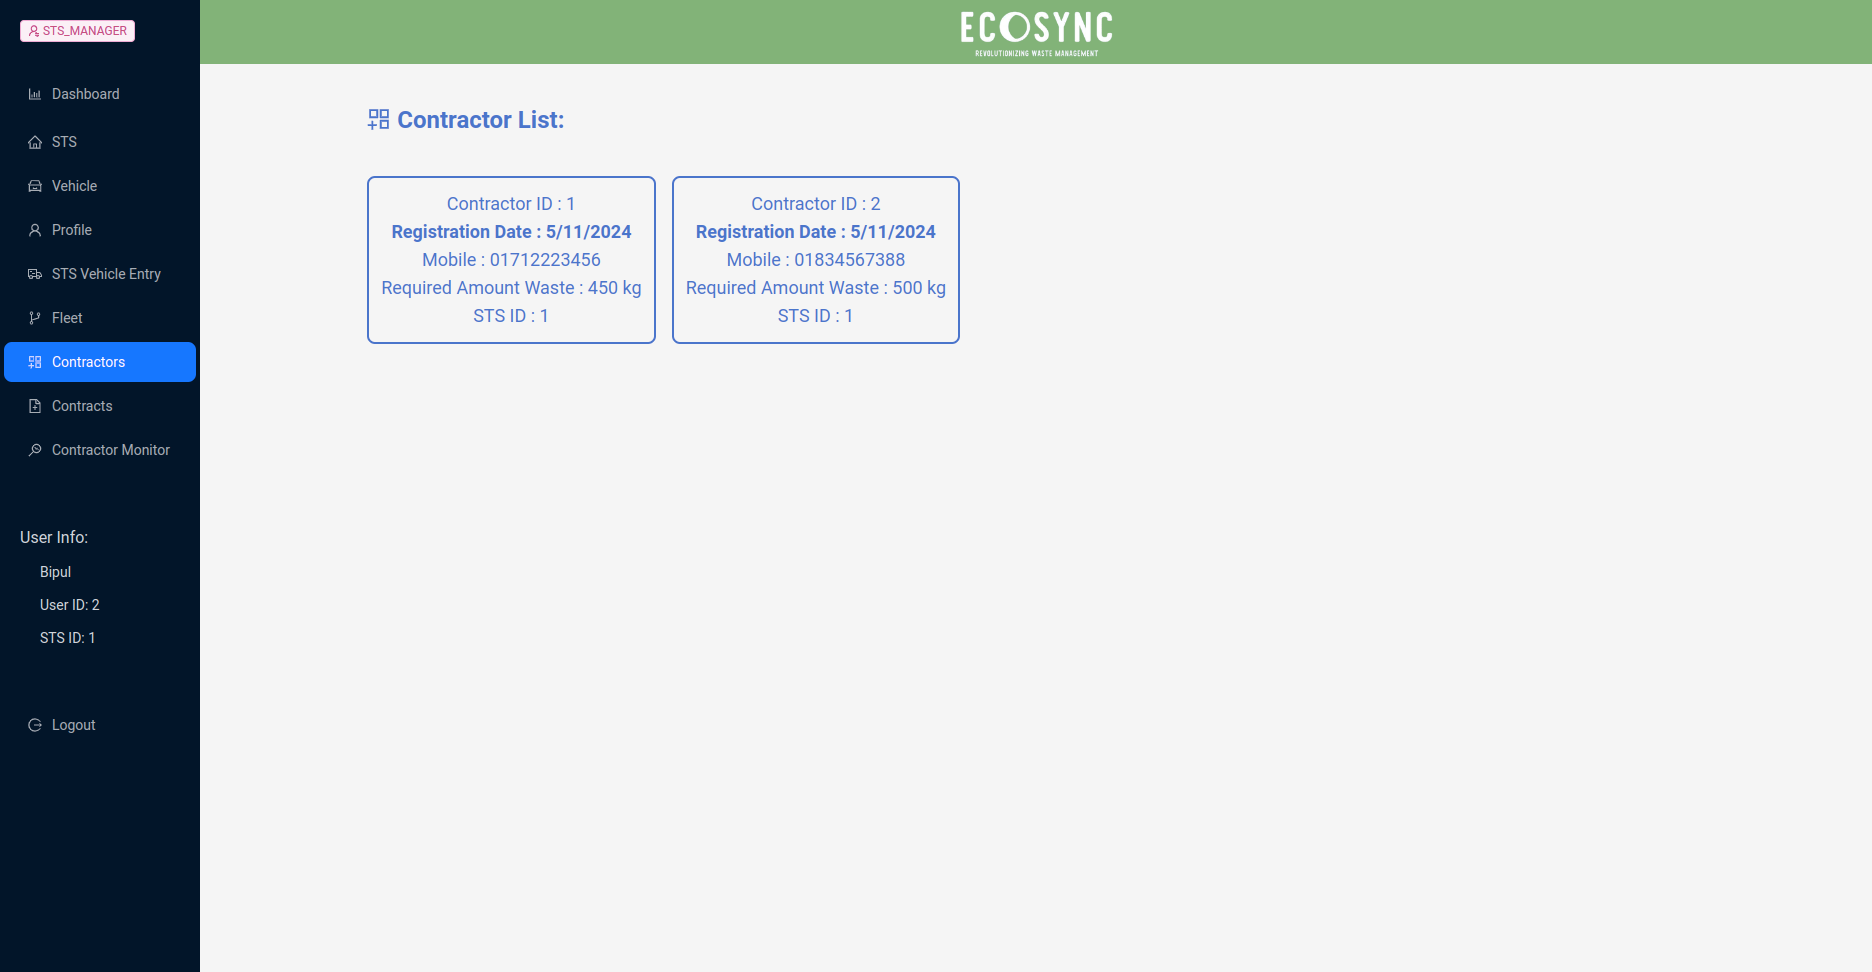 STS_MANAGER
Dashboard
STS
Vehicle
Profile
STS Vehicle Entry
Fleet
Contractors
Contracts
Contractor Monitor
User Info:
Bipul
User ID: 2
STS ID: 1
Logout
ECOSYNC
REVOLUTIONIZING WASTE MANAGEMENT
Contractor List:
Contractor ID : 1
Registration Date : 5/11/2024
Mobile : 01712223456
Required Amount Waste : 450 kg
STS ID : 1
Contractor ID : 2
Registration Date : 5/11/2024
Mobile : 01834567388
Required Amount Waste : 500 kg
STS ID : 1